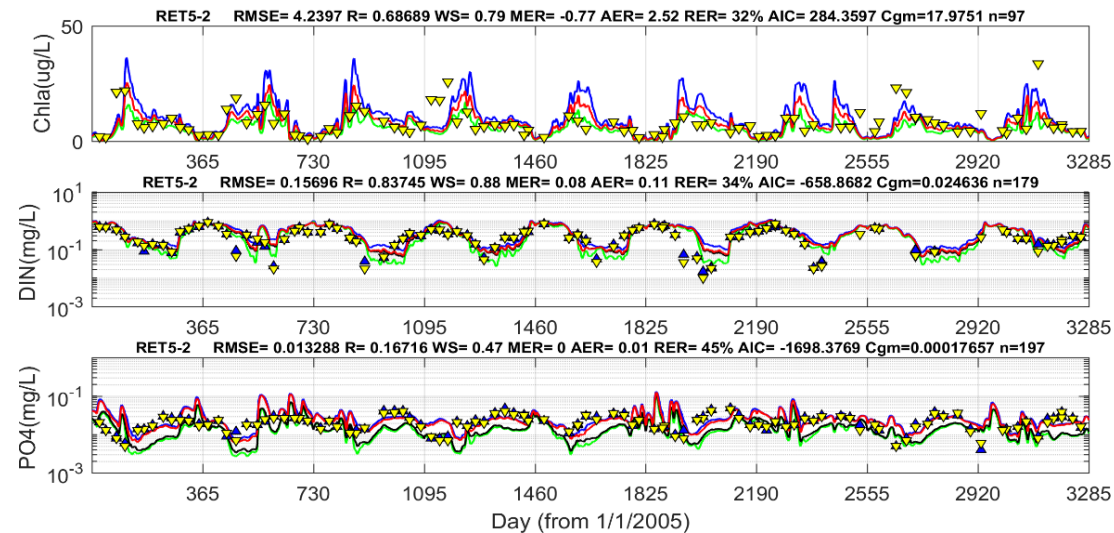 RET5-2 RMSE= 4.2397 R= 0.68689 WS= 0.79 MER= -0.77 AER= 2.52 RER= 32% AIC= 284.3597 Cgm=17.9751 n=97
50
0
Chla(ug/L)
365 730 1095 1460 1825 2190 2555 2920 3285
RET5-2 RMSE= 0.15696 R= 0.83745 WS= 0.88 MER= 0.08 AER= 0.11 RER= 34% AIC= -658.8682 Cgm=0.024636 n=179
10^1
10^-1
10^-3
DIN(mg/L)
365 730 1095 1460 1825 2190 2555 2920 3285
RET5-2 RMSE= 0.013288 R= 0.16716 WS= 0.47 MER= 0 AER= 0.01 RER= 45% AIC= -1698.3769 Cgm=0.00017657 n=197
10^-1
10^-3
PO4(mg/L)
365 730 1095 1460 1825 2190 2555 2920 3285
Day (from 1/1/2005)